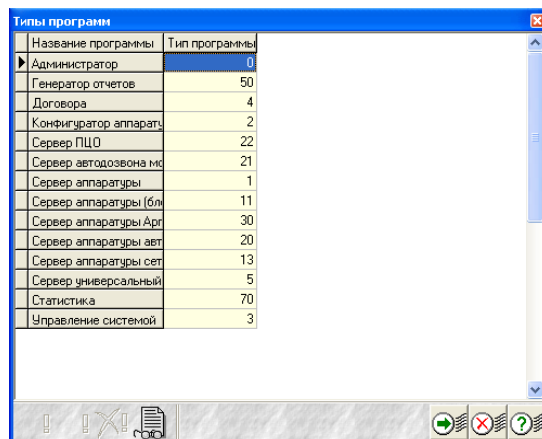 Типы программ
Название программы Тип программы
Администратор 0
Генератор отчетов 50
Договора 4
Конфигуратор аппарату 2
Сервер ПЦО 22
Сервер автодозвона мо 21
Сервер аппаратуры 1
Сервер аппаратуры (бло 11
Сервер аппаратуры Арг 30
Сервер аппаратуры авт 20
Сервер аппаратуры сет 13
Сервер универсальный 5
Статистика 70
Управление системой 3